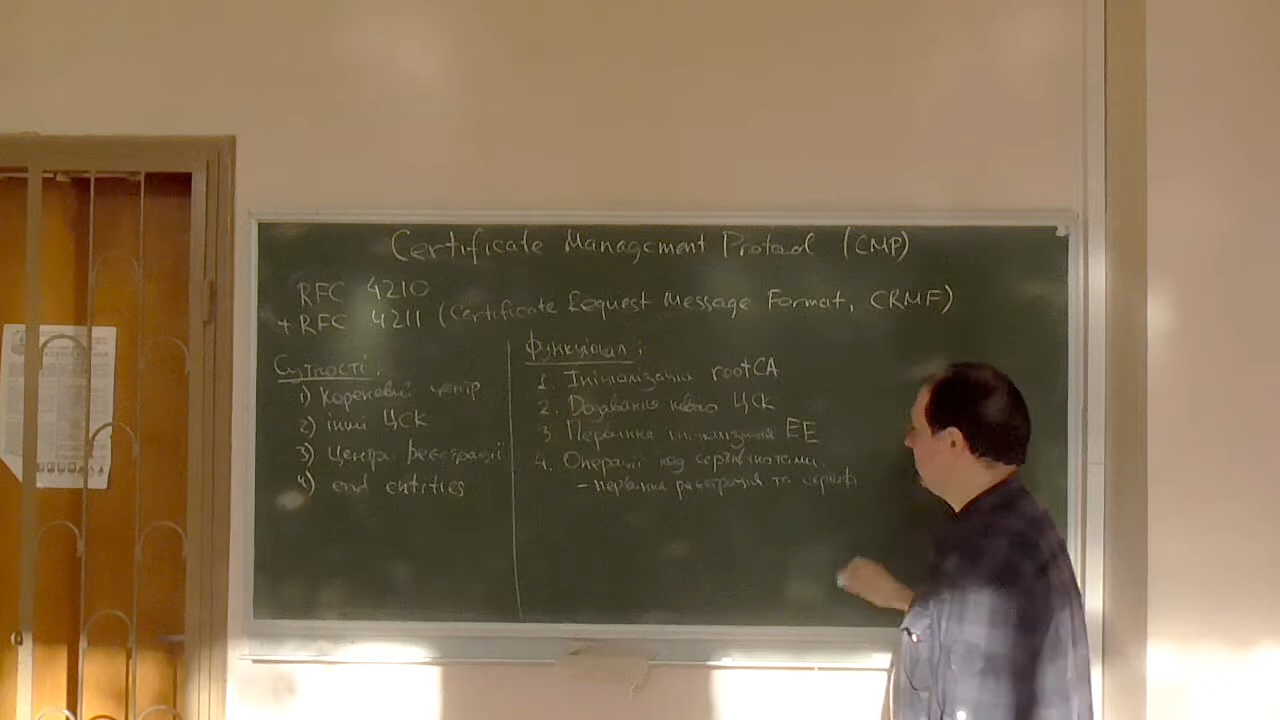 Certificate Management Protocol (CMP)
RFC 4210
+ RFC 4211 (Certificate Request Message Format, CRMF)
Сутності:
1) Кореневий центр
2) інші ЦСК
3) Центри реєстрації
4) end entities
Функціонал:
1. Ініціалізація rootCA
2. Додавання нового ЦСК
3. Первинна ініціалізація EE
4. Операції над сертифікатами.
- первинна реєстрація та